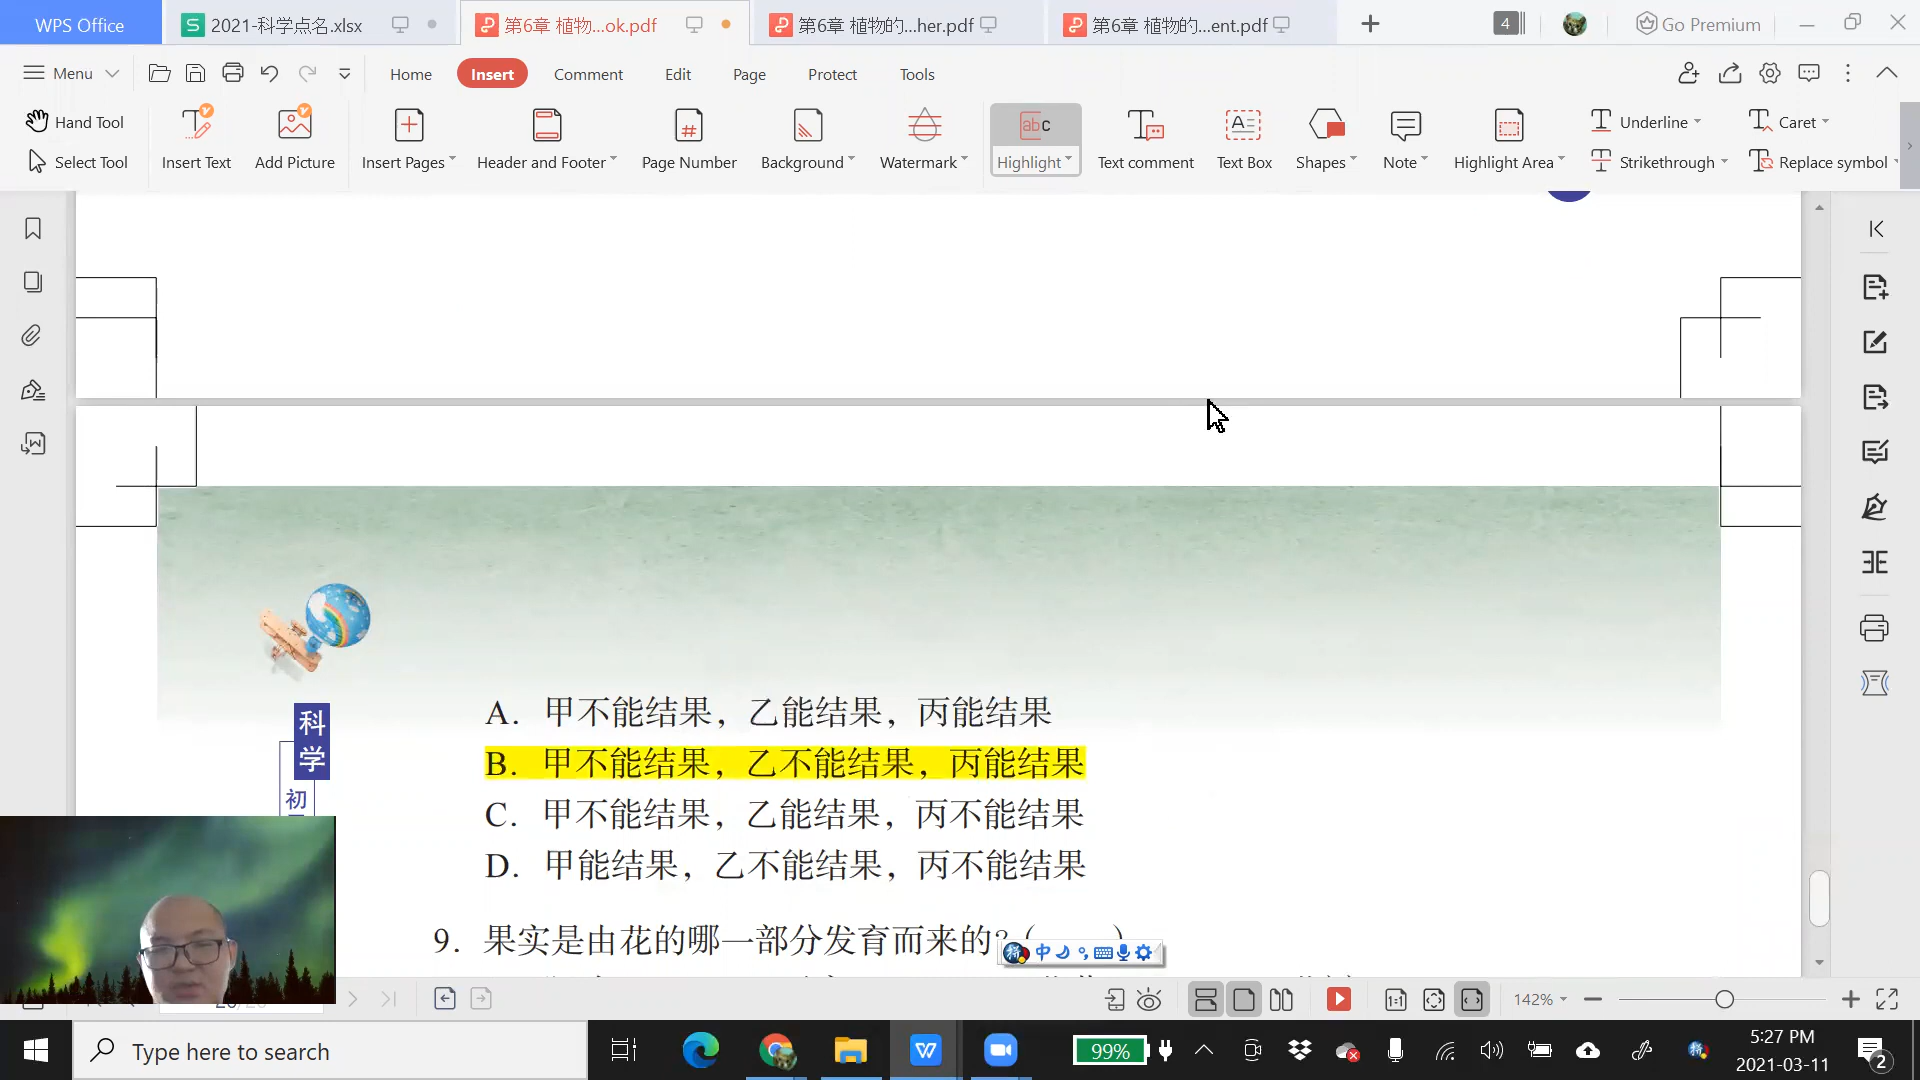 WPS Office
2021-科学点名.xlsx
第6章 植物...ok.pdf
第6章 植物的...her.pdf
第6章 植物的...ent.pdf
4
Go Premium
Menu
Home
Insert
Comment
Edit
Page
Protect
Tools
Hand Tool
Select Tool
Insert Text
Add Picture
Insert Pages
Header and Footer
Page Number
Background
Watermark
Highlight
Text comment
Text Box
Shapes
Note
Highlight Area
Underline
Strikethrough
Caret
Replace symbol
科
学
初
A. 甲不能结果，乙能结果，丙能结果
B. 甲不能结果，乙不能结果，丙能结果
C. 甲不能结果，乙能结果，丙不能结果
D. 甲能结果，乙不能结果，丙不能结果
9. 果实是由花的哪一部分发育而来的
中
142%
Type here to search
99%
5:27 PM
2021-03-11
2